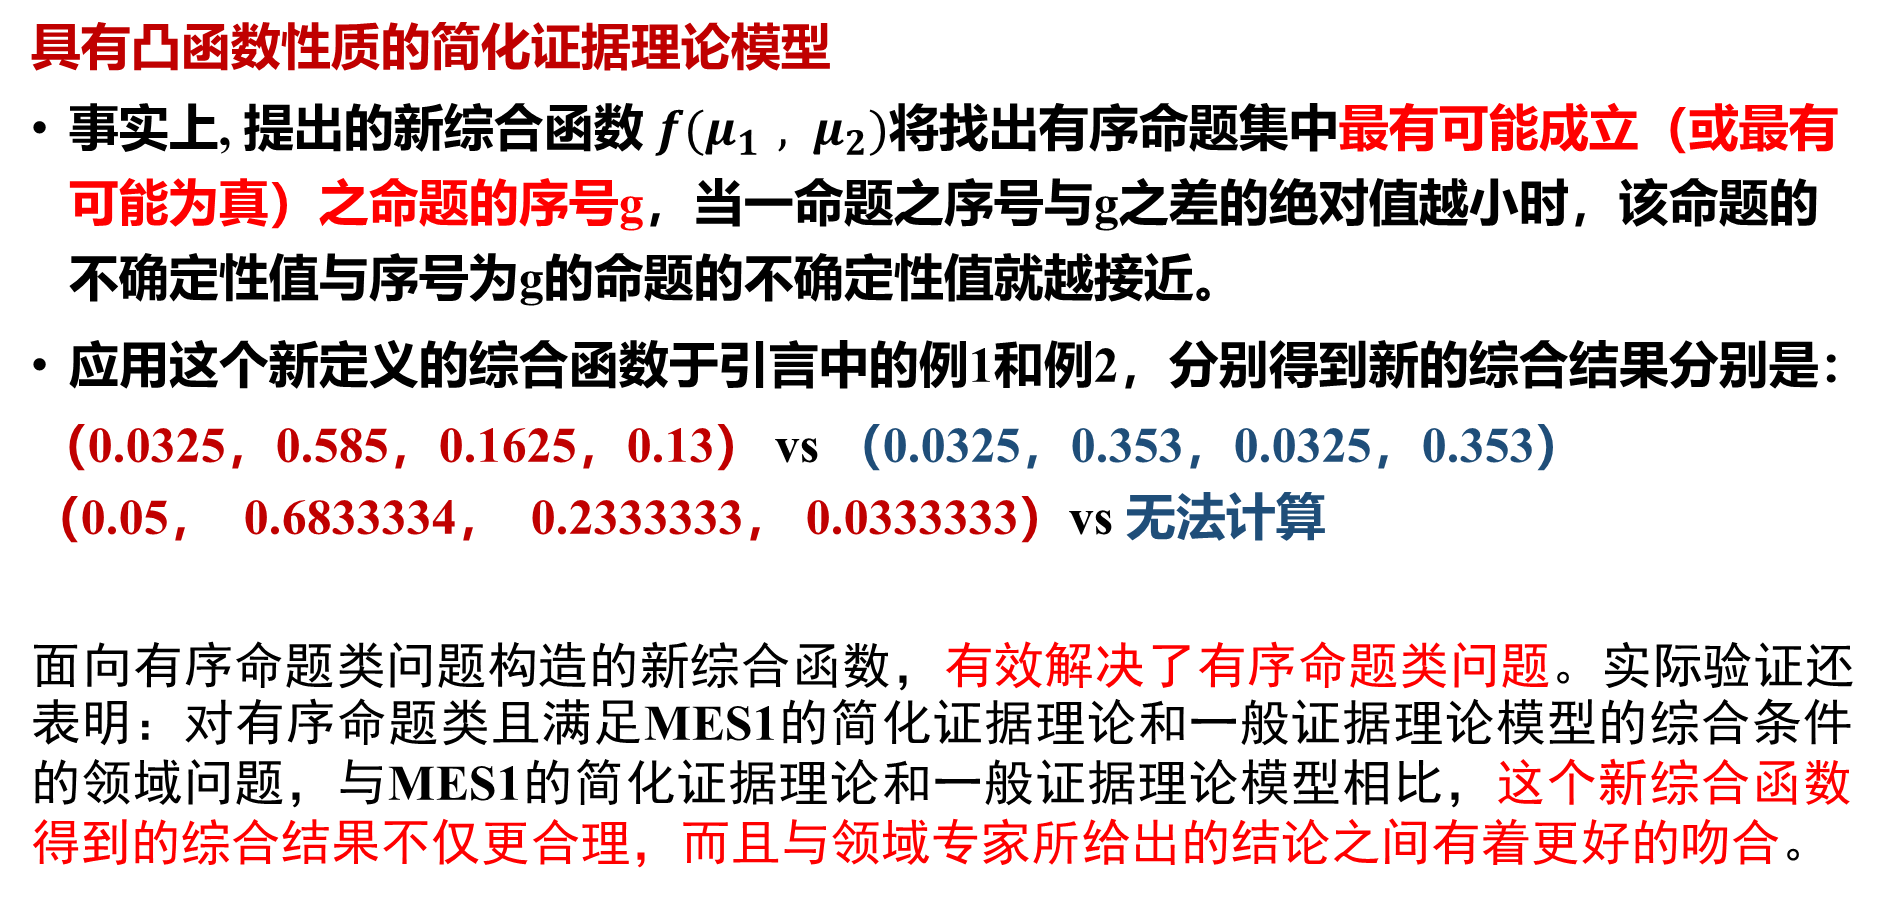 具有凸函数性质的简化证据理论模型
• 事实上, 提出的新综合函数 f(μ₁ , μ₂)将找出有序命题集中最有可能成立（或最有
可能为真）之命题的序号g，当一命题之序号与g之差的绝对值越小时，该命题的
不确定性值与序号为g的命题的不确定性值就越接近。
• 应用这个新定义的综合函数于引言中的例1和例2，分别得到新的综合结果分别是：
（0.0325，0.585，0.1625，0.13） vs （0.0325，0.353，0.0325，0.353）
（0.05， 0.6833334， 0.2333333， 0.0333333）vs 无法计算
面向有序命题类问题构造的新综合函数，有效解决了有序命题类问题。实际验证还
表明：对有序命题类且满足MES1的简化证据理论和一般证据理论模型的综合条件
的领域问题，与MES1的简化证据理论和一般证据理论模型相比，这个新综合函数
得到的综合结果不仅更合理，而且与领域专家所给出的结论之间有着更好的吻合。